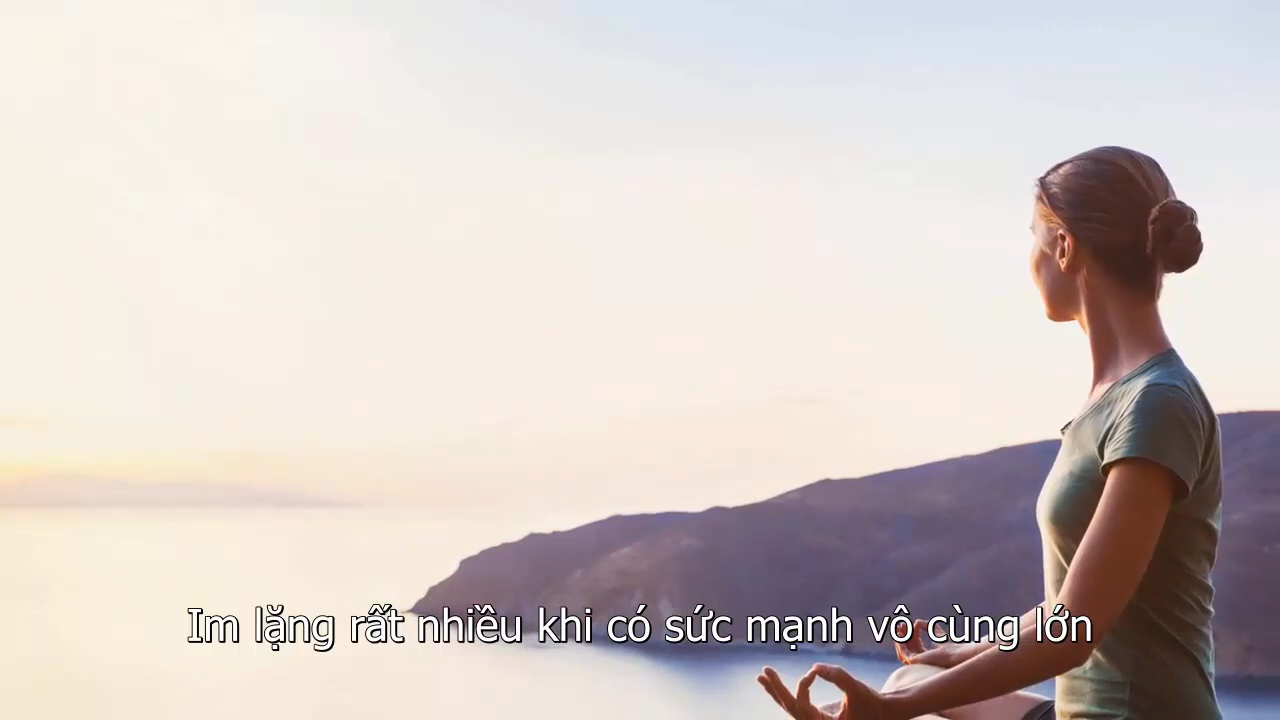 Im lặng rất nhiều khi có sức mạnh vô cùng lớn